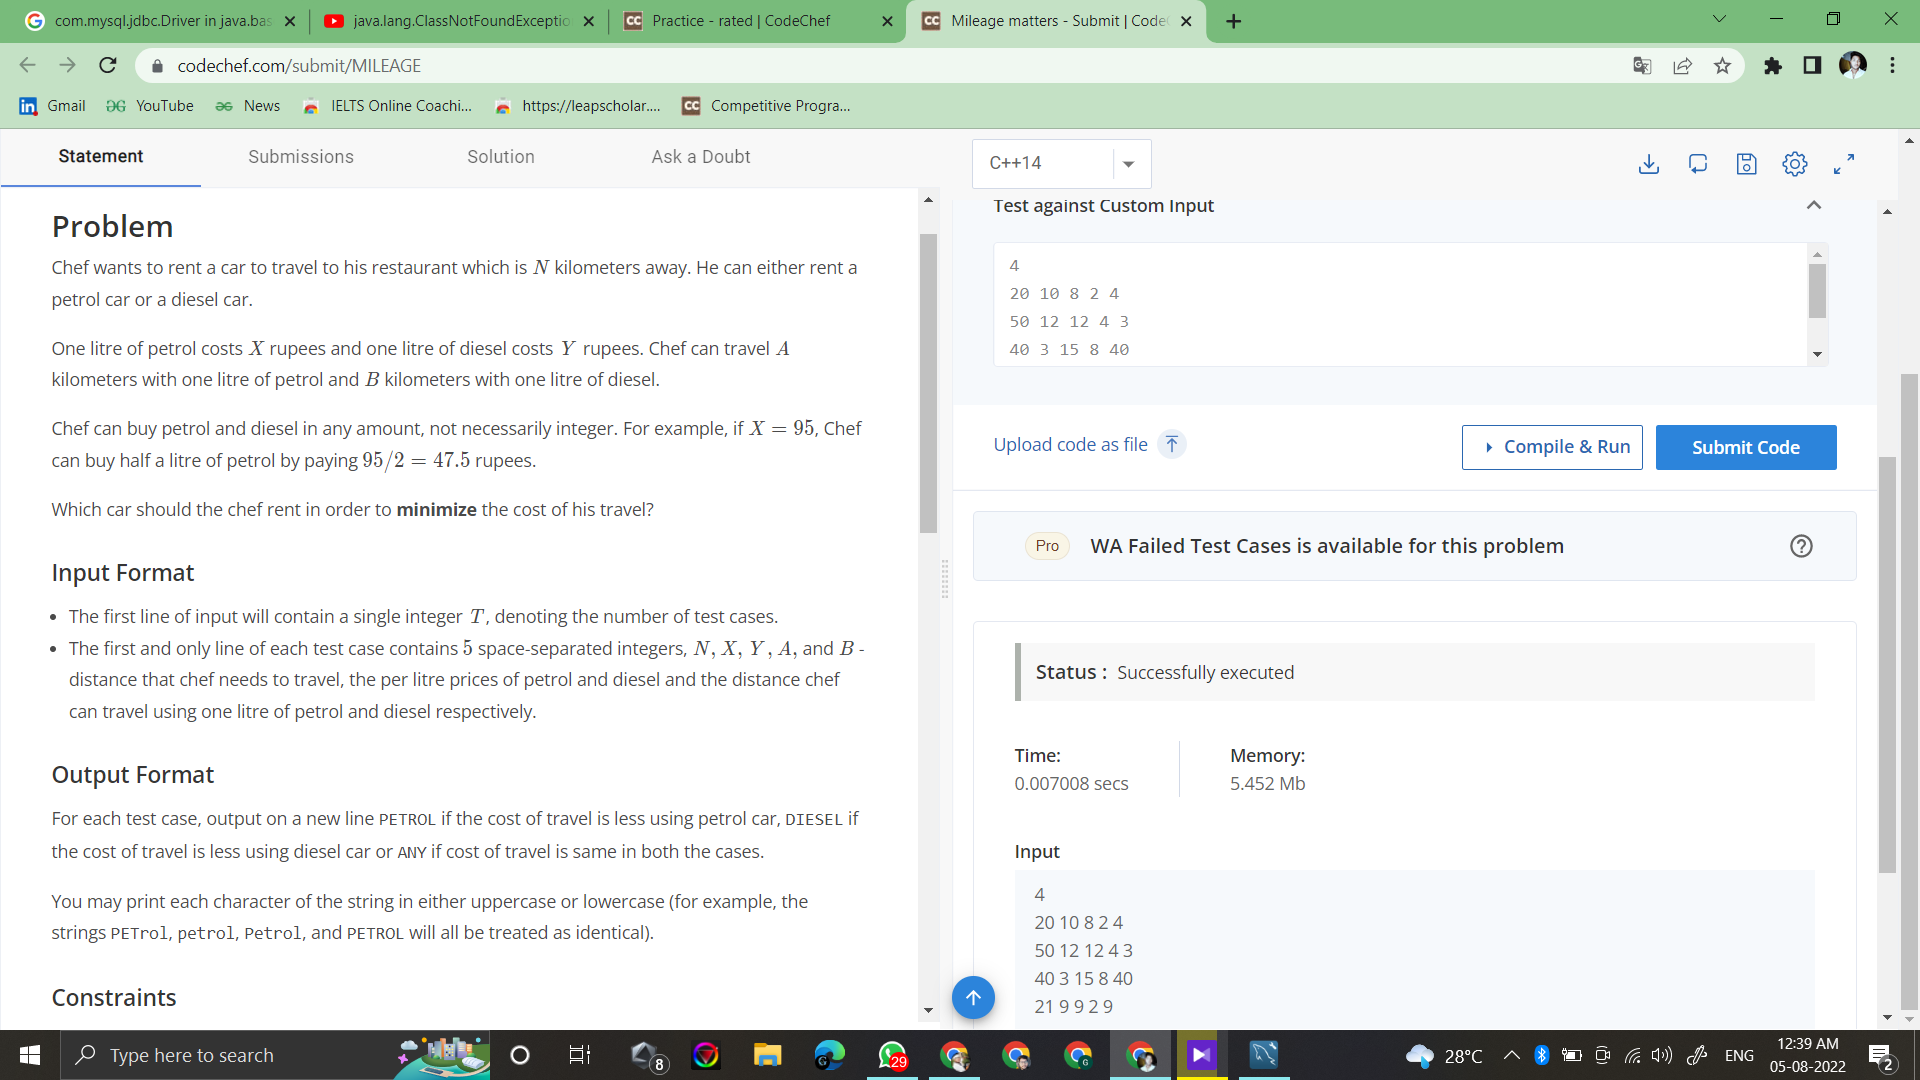 com.mysql.jdbc.Driver in java.bas
java.lang.ClassNotFoundExceptio
CC Practice - rated | CodeChef
CC Mileage matters - Submit | Code
codechef.com/submit/MILEAGE
Gmail
YouTube
News
IELTS Online Coachi...
https://leapscholar....
CC Competitive Progra...
Statement
Submissions
Solution
Ask a Doubt
Problem
Chef wants to rent a car to travel to his restaurant which is N kilometers away. He can either rent a
petrol car or a diesel car.
One litre of petrol costs X rupees and one litre of diesel costs Y rupees. Chef can travel A
kilometers with one litre of petrol and B kilometers with one litre of diesel.
Chef can buy petrol and diesel in any amount, not necessarily integer. For example, if X = 95, Chef
can buy half a litre of petrol by paying 95/2 = 47.5 rupees.
Which car should the chef rent in order to minimize the cost of his travel?
Input Format
• The first line of input will contain a single integer T, denoting the number of test cases.
• The first and only line of each test case contains 5 space-separated integers, N, X, Y, A, and B -
distance that chef needs to travel, the per litre prices of petrol and diesel and the distance chef
can travel using one litre of petrol and diesel respectively.
Output Format
For each test case, output on a new line PETROL if the cost of travel is less using petrol car, DIESEL if
the cost of travel is less using diesel car or ANY if cost of travel is same in both the cases.
You may print each character of the string in either uppercase or lowercase (for example, the
strings PETrol, petrol, Petrol, and PETROL will all be treated as identical).
Constraints
C++14
Test against Custom Input
4
20 10 8 2 4
50 12 12 4 3
40 3 15 8 40
Upload code as file
Compile & Run
Submit Code
Pro WA Failed Test Cases is available for this problem
Status : Successfully executed
Time:
0.007008 secs
Memory:
5.452 Mb
Input
4
20 10 8 2 4
50 12 12 4 3
40 3 15 8 40
21 9 9 2 9
Type here to search
8
29
28°C
ENG
12:39 AM
05-08-2022
2